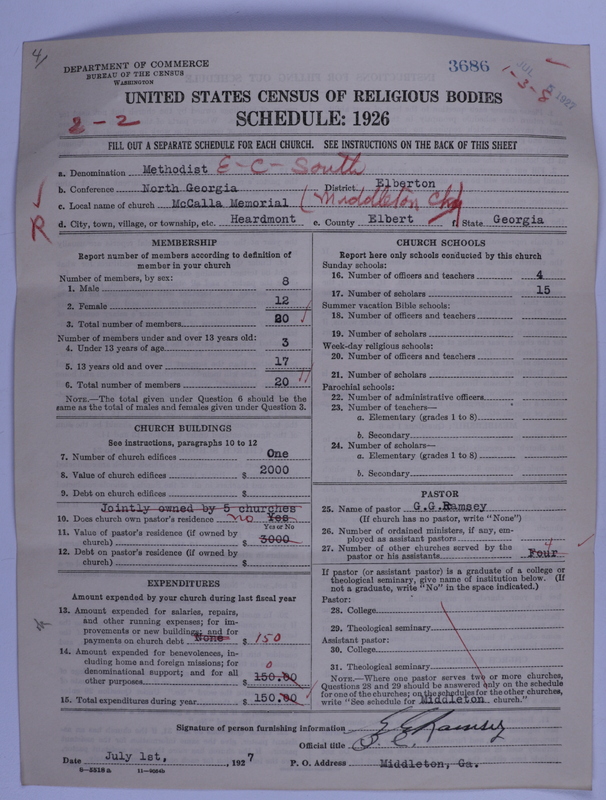 4
DEPARTMENT OF COMMERCE
BUREAU OF THE CENSUS
WASHINGTON
3686
JUL 1927
1-3-8
UNITED STATES CENSUS OF RELIGIOUS BODIES
2-2
SCHEDULE: 1926
FILL OUT A SEPARATE SCHEDULE FOR EACH CHURCH. SEE INSTRUCTIONS ON THE BACK OF THIS SHEET
a. Denomination Methodist E-C-South
b. Conference North Georgia District Elberton
c. Local name of church McCalla Memorial (Middleton Chg)
R
d. City, town, village, or township, etc. Heardmont e. County Elbert f. State Georgia
MEMBERSHIP
Report number of members according to definition of
member in your church
Number of members, by sex:
1. Male 8
2. Female 12
3. Total number of members 20
Number of members under and over 13 years old:
4. Under 13 years of age 3
5. 13 years old and over 17
6. Total number of members 20
NOTE.—The total given under Question 6 should be the
same as the total of males and females given under Question 3.
CHURCH BUILDINGS
See instructions, paragraphs 10 to 12
7. Number of church edifices One
8. Value of church edifices $ 2000
9. Debt on church edifices $
Jointly owned by 5 churches
10. Does church own pastor's residence no Yes
Yes or No
11. Value of pastor's residence (if owned by
church) $ 3000
12. Debt on pastor's residence (if owned by
church) $
EXPENDITURES
Amount expended by your church during last fiscal year
13. Amount expended for salaries, repairs,
and other running expenses; for im-
provements or new buildings; and for
payments on church debt None $ 150
14. Amount expended for benevolences, in-
cluding home and foreign missions; for
denominational support; and for all
other purposes $ 150.00 0
15. Total expenditures during year $ 150.00
CHURCH SCHOOLS
Report here only schools conducted by this church
Sunday schools:
16. Number of officers and teachers 4
17. Number of scholars 15
Summer vacation Bible schools:
18. Number of officers and teachers
19. Number of scholars
Week-day religious schools:
20. Number of officers and teachers
21. Number of scholars
Parochial schools:
22. Number of administrative officers
23. Number of teachers—
a. Elementary (grades 1 to 8)
b. Secondary
24. Number of scholars—
a. Elementary (grades 1 to 8)
b. Secondary
PASTOR
25. Name of pastor G.G.Ramsey
(If church has no pastor, write "None")
26. Number of ordained ministers, if any, em-
ployed as assistant pastors
27. Number of other churches served by the
pastor or his assistants Four 4
If pastor (or assistant pastor) is a graduate of a college or
theological seminary, give name of institution below. (If
not a graduate, write "No" in the space indicated.)
Pastor:
28. College
29. Theological seminary
Assistant pastor:
30. College
31. Theological seminary
NOTE.—Where one pastor serves two or more churches,
Questions 28 and 29 should be answered only on the schedule
for one of the churches; on the schedules for the other churches,
write "See schedule for Middleton church."
Signature of person furnishing information
Ramsey
Official title P. C.
Date July 1st, , 1927 P. O. Address Middleton, Ga.